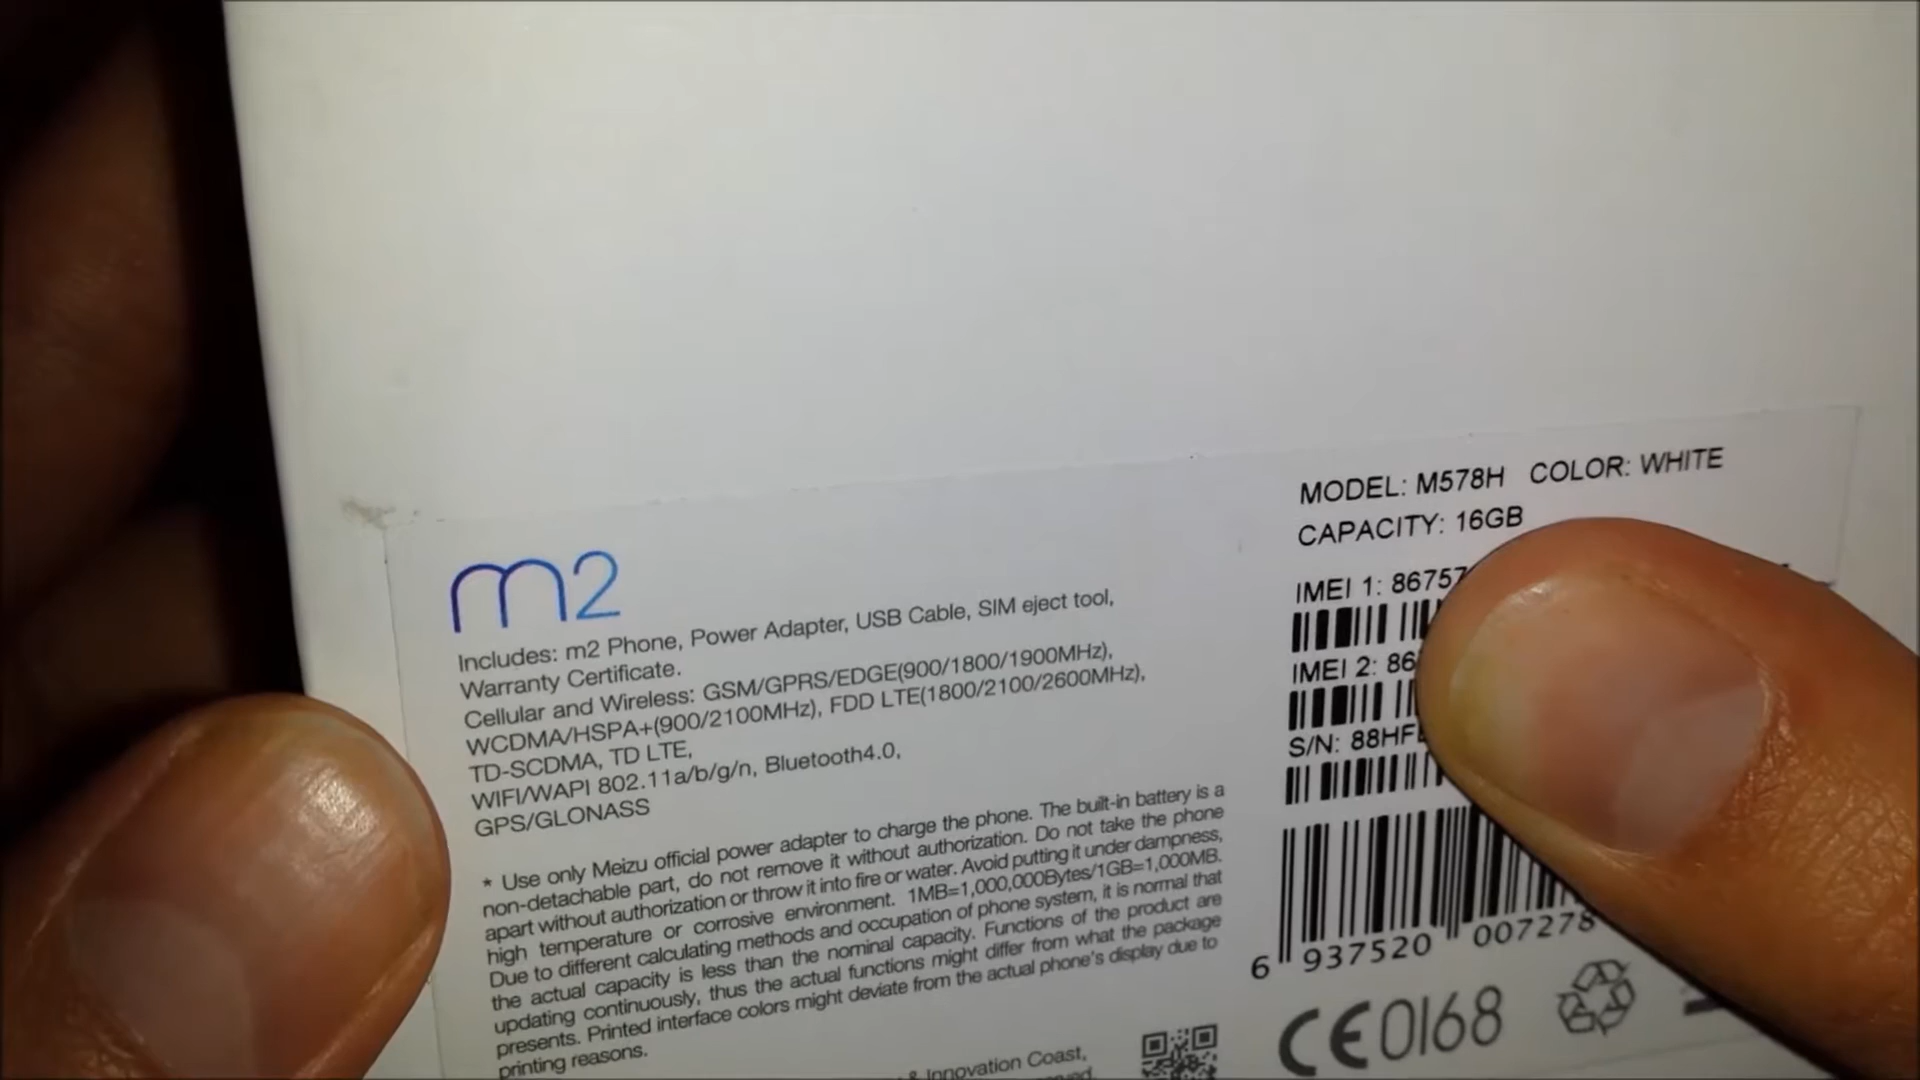 m2
Includes: m2 Phone, Power Adapter, USB Cable, SIM eject tool,
Warranty Certificate.
Cellular and Wireless: GSM/GPRS/EDGE(900/1800/1900MHz),
WCDMA/HSPA+(900/2100MHz), FDD LTE(1800/2100/2600MHz),
TD-SCDMA, TD LTE,
WIFI/WAPI 802.11a/b/g/n, Bluetooth4.0,
GPS/GLONASS
* Use only Meizu official power adapter to charge the phone. The built-in battery is a
non-detachable part, do not remove it without authorization. Do not take the phone
apart without authorization or throw it into fire or water. Avoid putting it under dampness,
high temperature or corrosive environment. 1MB=1,000,000Bytes/1GB=1,000MB.
Due to different calculating methods and occupation of phone system, it is normal that
the actual capacity is less than the nominal capacity. Functions of the product are
updating continuously, thus the actual functions might differ from what the package
presents. Printed interface colors might deviate from the actual phone's display due to
printing reasons.
& Innovation Coast,
MODEL: M578H COLOR: WHITE
CAPACITY: 16GB
IMEI 1: 86757
IMEI 2: 86
S/N: 88HF
6 937520 007278
CE0168